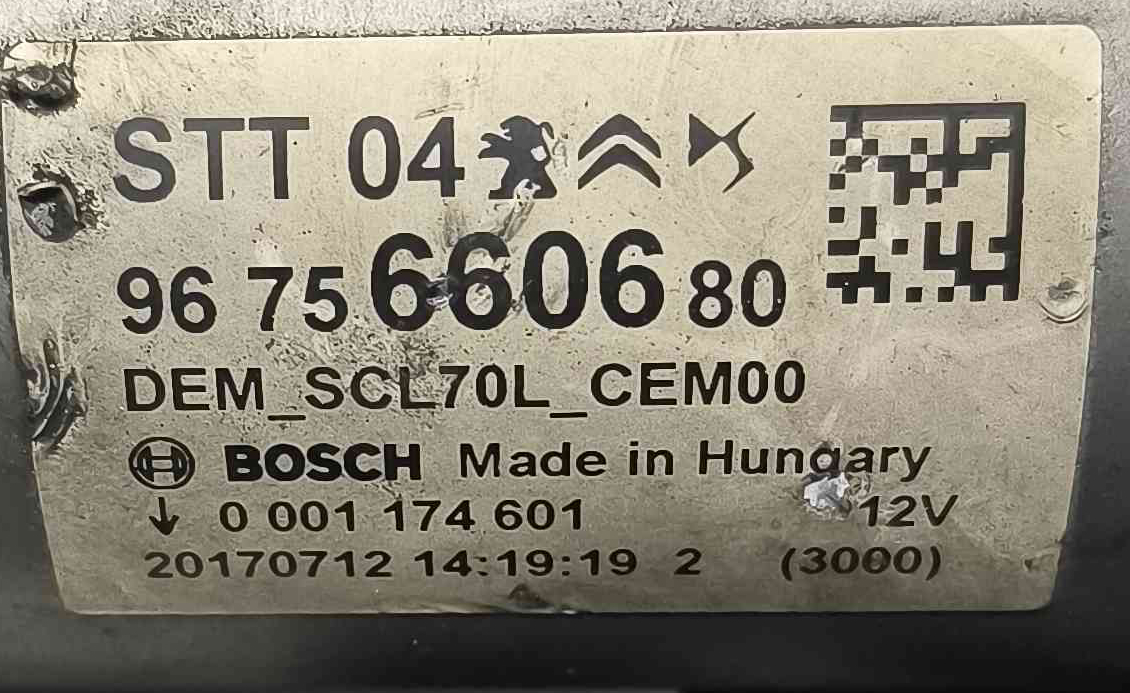 STT 04
96 75 6606 80
DEM_SCL70L_CEM00
BOSCH Made in Hungary
↓ 0 001 174 601 12V
20170712 14:19:19 2 (3000)